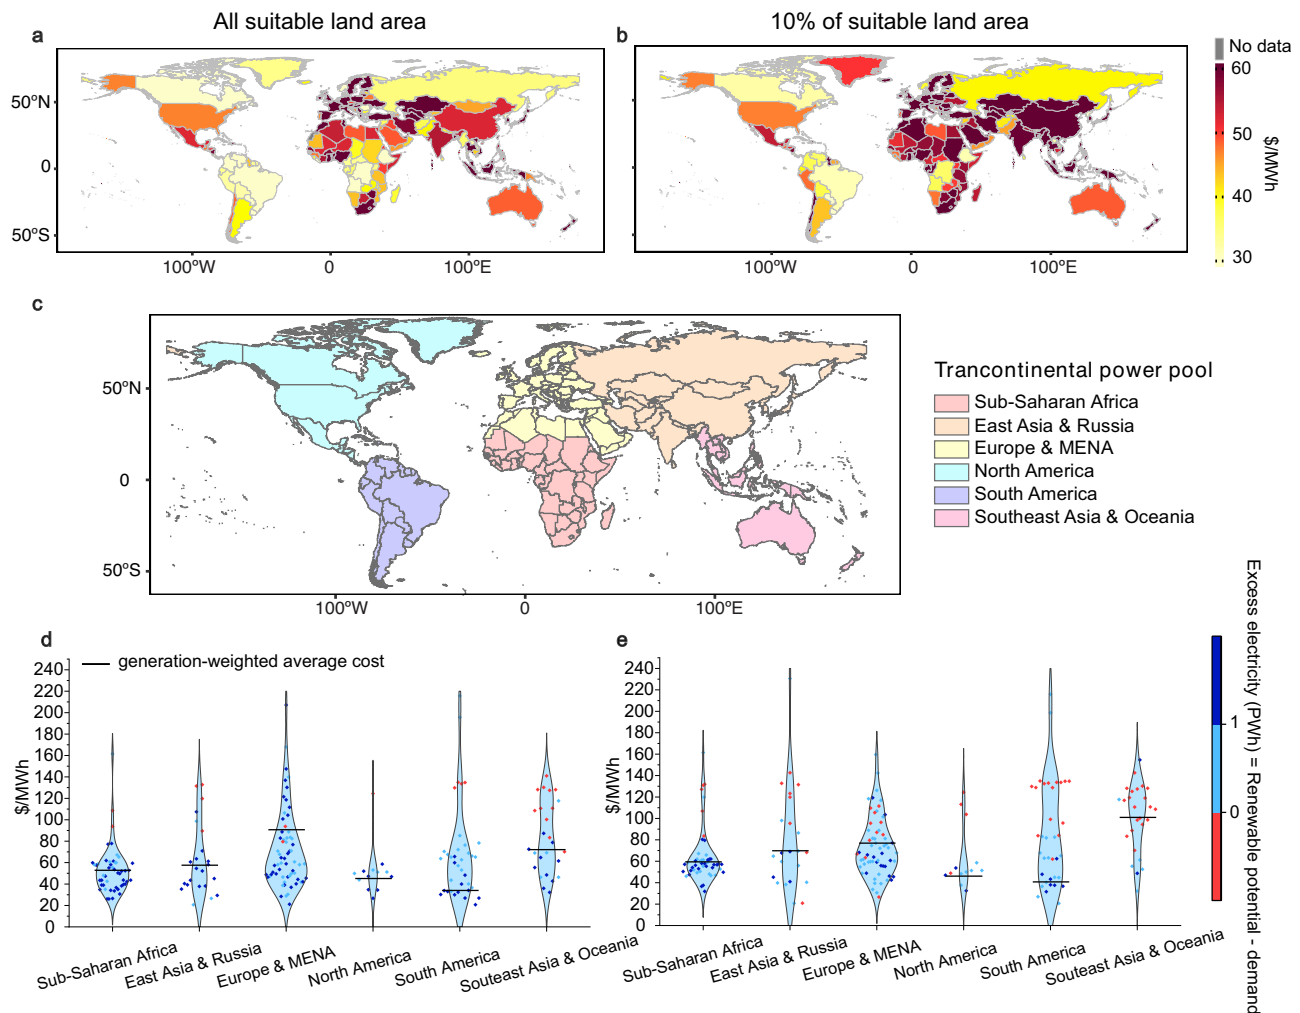 All suitable land area
10% of suitable land area
a
b
No data
60
50
40
30
$/MWh
50°N
0
50°S
100°W
0
100°E
100°W
0
100°E
c
50°N
0
50°S
100°W
0
100°E
Trancontinental power pool
Sub-Saharan Africa
East Asia & Russia
Europe & MENA
North America
South America
Southeast Asia & Oceania
d
generation-weighted average cost
240
220
200
180
160
140
120
100
80
60
40
20
0
$/MWh
Sub-Saharan Africa
East Asia & Russia
Europe & MENA
North America
South America
Souteast Asia & Oceania
e
240
220
200
180
160
140
120
100
80
60
40
20
0
$/MWh
Sub-Saharan Africa
East Asia & Russia
Europe & MENA
North America
South America
Souteast Asia & Oceania
1
0
Excess electricity (PWh) = Renewable potential - demand